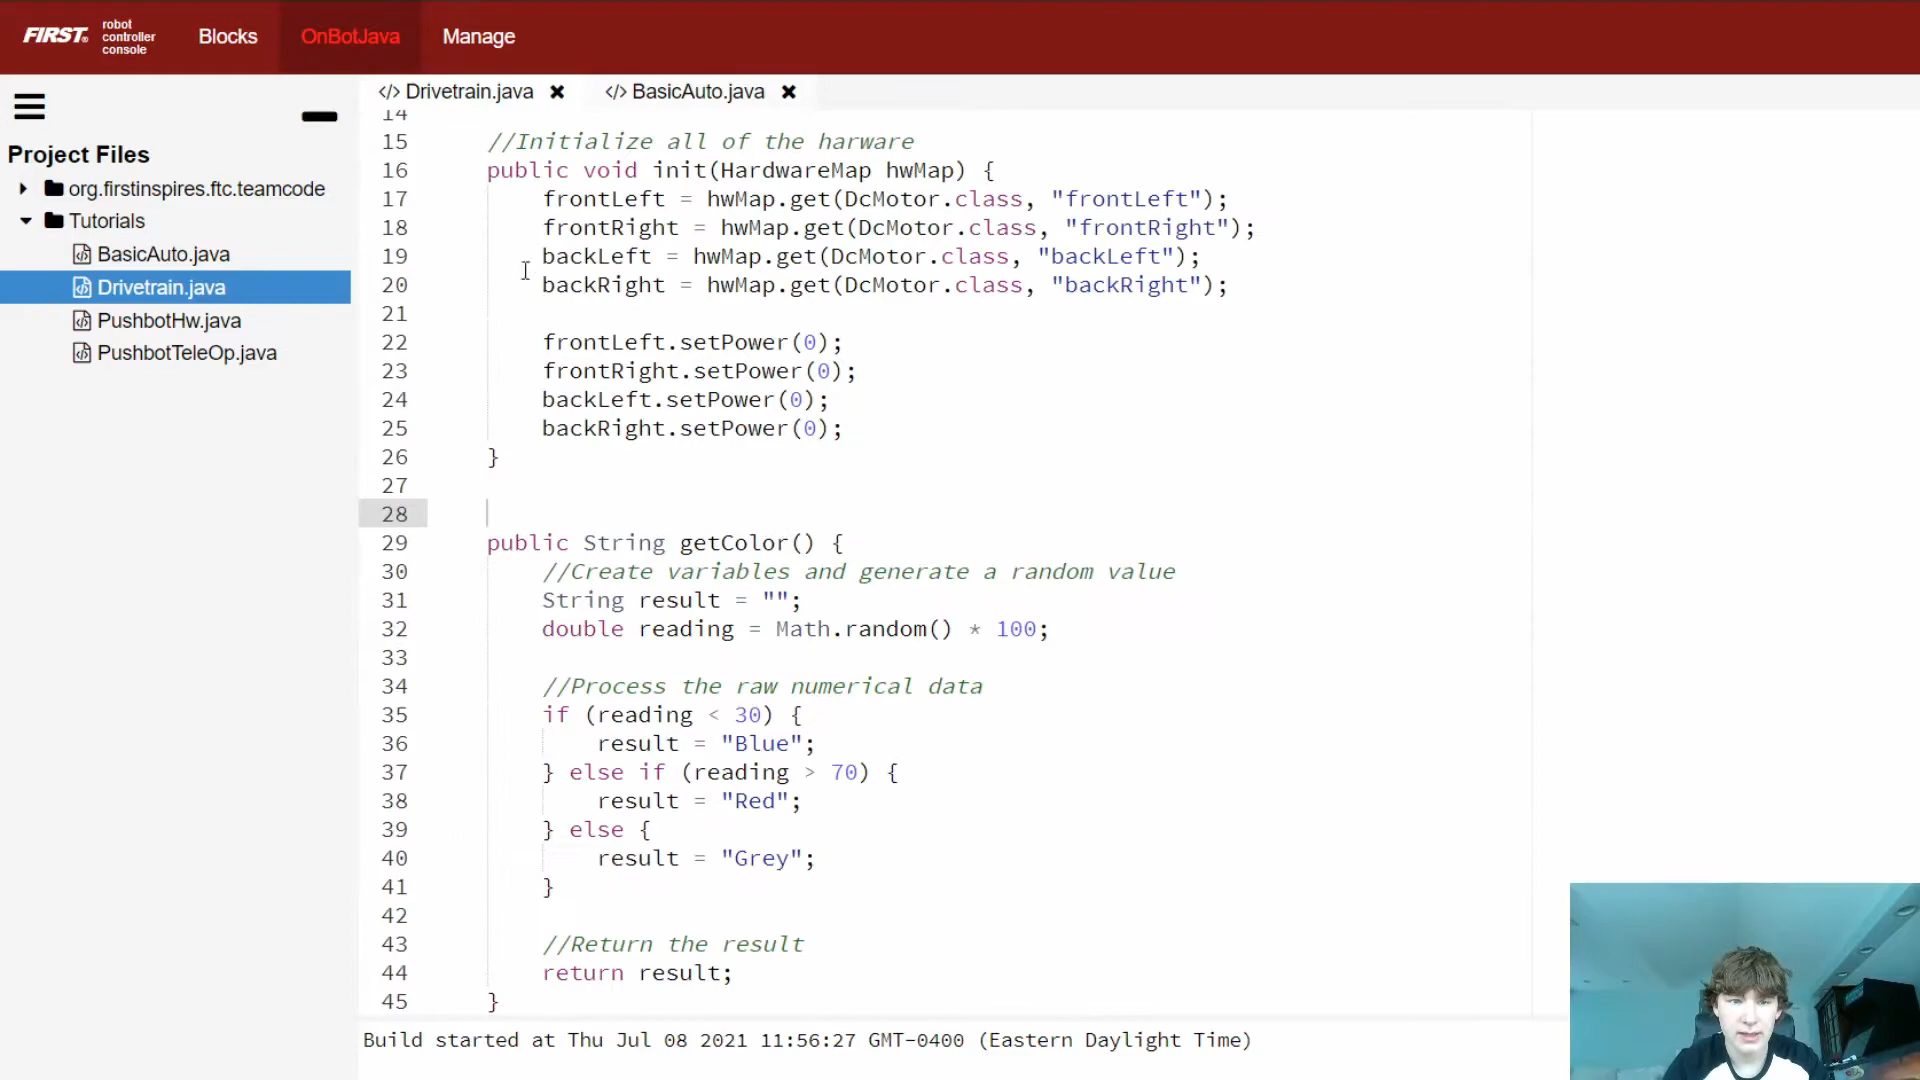 FIRST. robot controller console Blocks OnBotJava Manage
</> Drivetrain.java ✖ </> BasicAuto.java ✖
Project Files
org.firstinspires.ftc.teamcode
Tutorials
BasicAuto.java
Drivetrain.java
PushbotHw.java
PushbotTeleOp.java
14
15 //Initialize all of the harware
16 public void init(HardwareMap hwMap) {
17 frontLeft = hwMap.get(DcMotor.class, "frontLeft");
18 frontRight = hwMap.get(DcMotor.class, "frontRight");
19 backLeft = hwMap.get(DcMotor.class, "backLeft");
20 backRight = hwMap.get(DcMotor.class, "backRight");
21
22 frontLeft.setPower(0);
23 frontRight.setPower(0);
24 backLeft.setPower(0);
25 backRight.setPower(0);
26 }
27
28
29 public String getColor() {
30 //Create variables and generate a random value
31 String result = "";
32 double reading = Math.random() * 100;
33
34 //Process the raw numerical data
35 if (reading < 30) {
36 result = "Blue";
37 } else if (reading > 70) {
38 result = "Red";
39 } else {
40 result = "Grey";
41 }
42
43 //Return the result
44 return result;
45 }
Build started at Thu Jul 08 2021 11:56:27 GMT-0400 (Eastern Daylight Time)